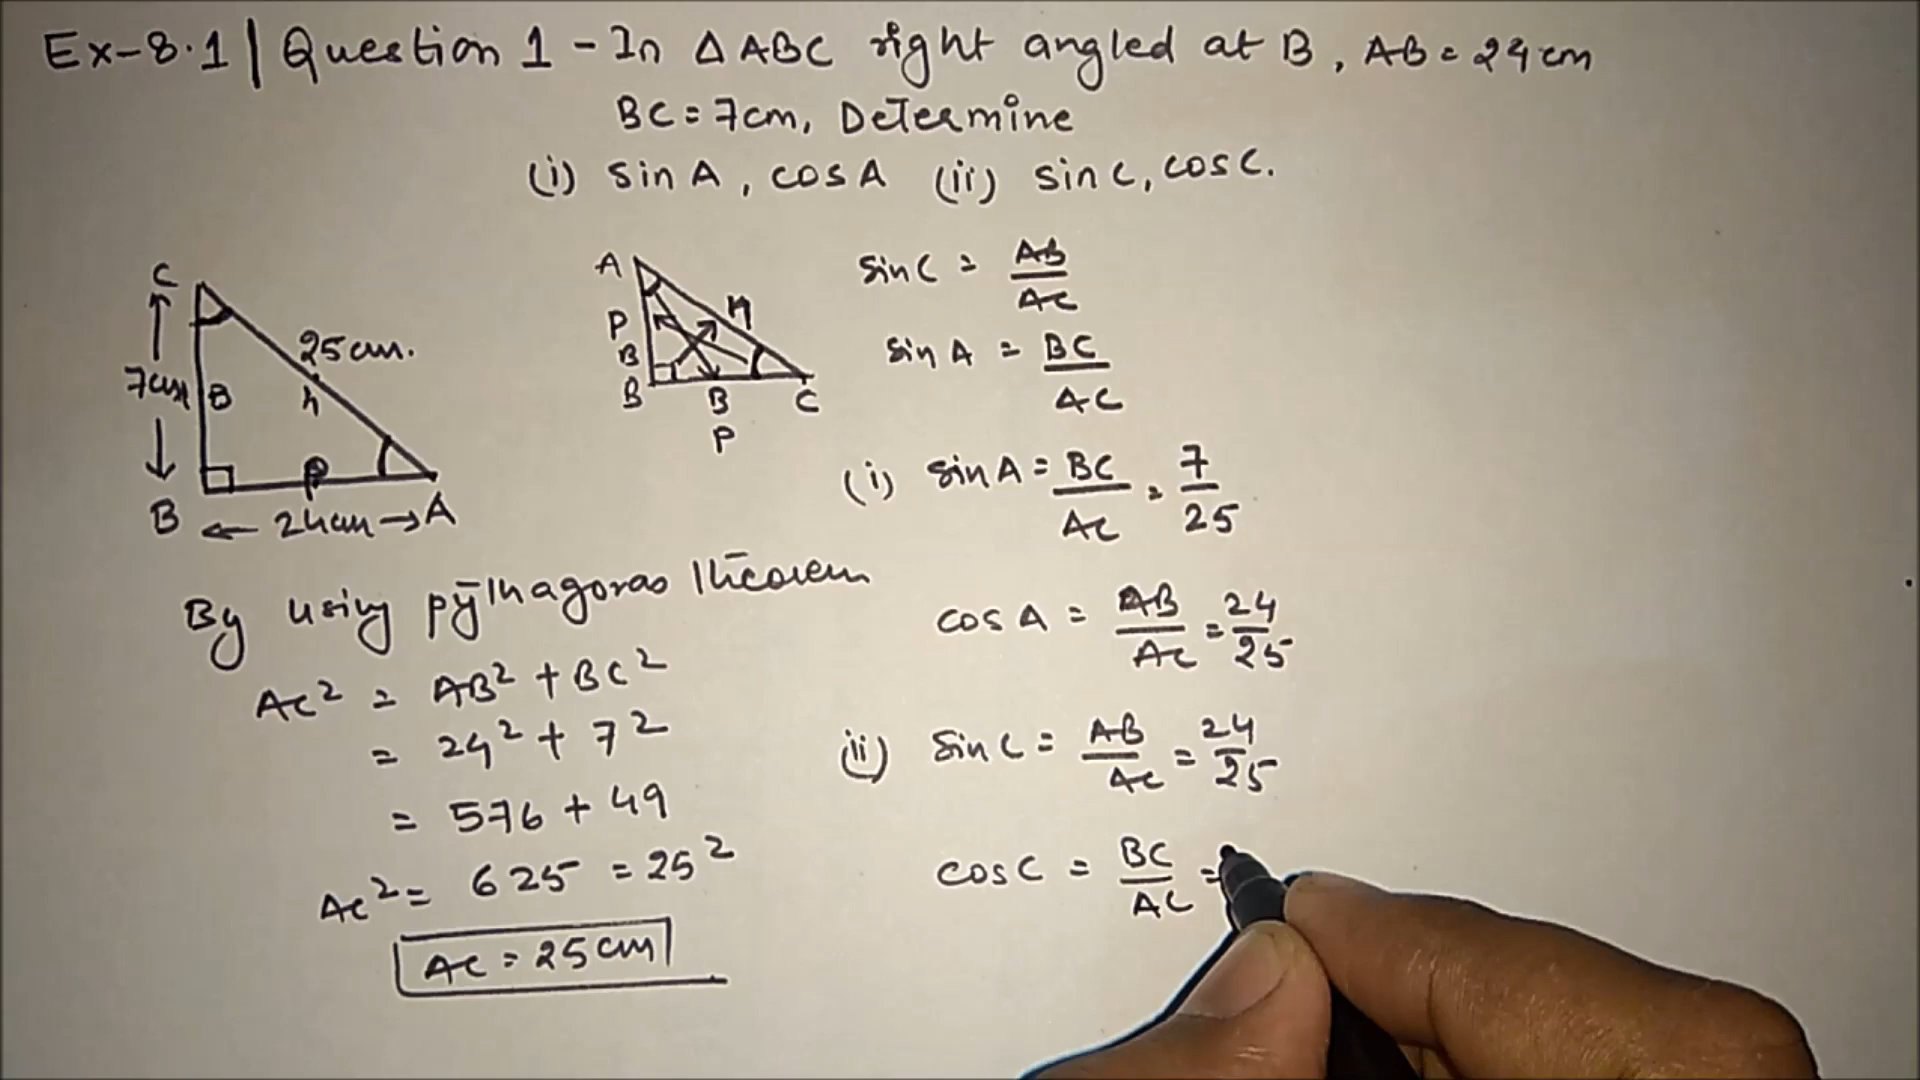 Ex-8.1 | Question 1 - In △ ABC right angled at B, AB = 24 cm
BC = 7cm, Determine
(i) sin A, cos A (ii) sin C, cos C.
C
25 cm.
7cm
B
h
P
B
← 24cm → A
A
H
P
B
B
B
C
P
sin C = AB/AC
sin A = BC/AC
(i) sin A = BC/AC = 7/25
cos A = AB/AC = 24/25
(ii) sin C = AB/AC = 24/25
cos C = BC/AC =
By using pythagoras theorem
AC² = AB² + BC²
= 24² + 7²
= 576 + 49
AC² = 625 = 25²
AC = 25 cm